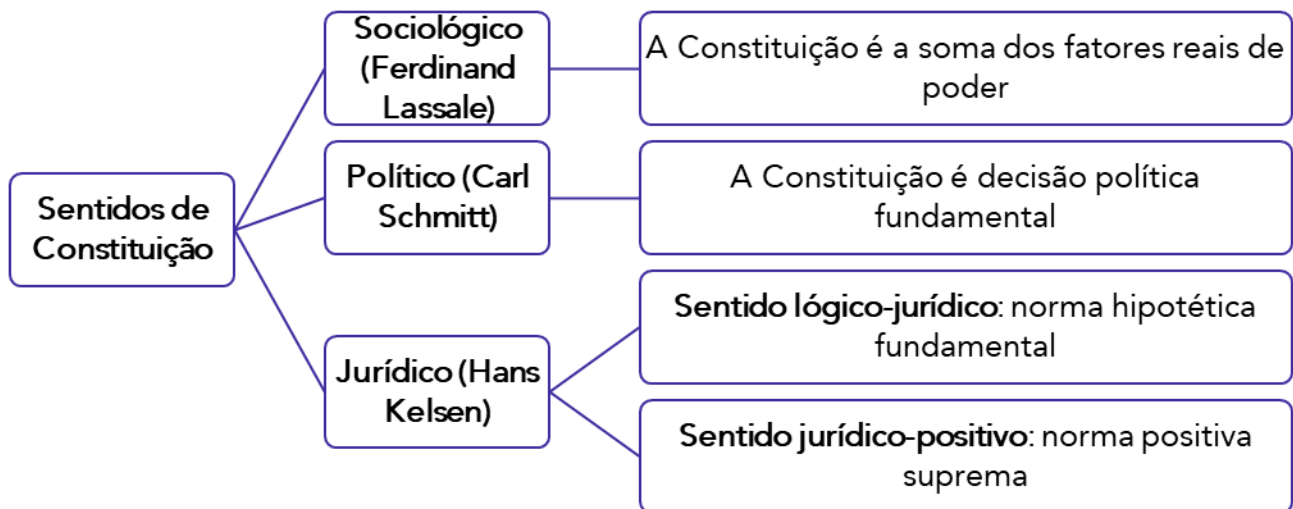 Sentidos de
Constituição
Sociológico
(Ferdinand
Lassale)
A Constituição é a soma dos fatores reais de
poder
Político (Carl
Schmitt)
A Constituição é decisão política
fundamental
Jurídico (Hans
Kelsen)
Sentido lógico-jurídico: norma hipotética
fundamental
Sentido jurídico-positivo: norma positiva
suprema